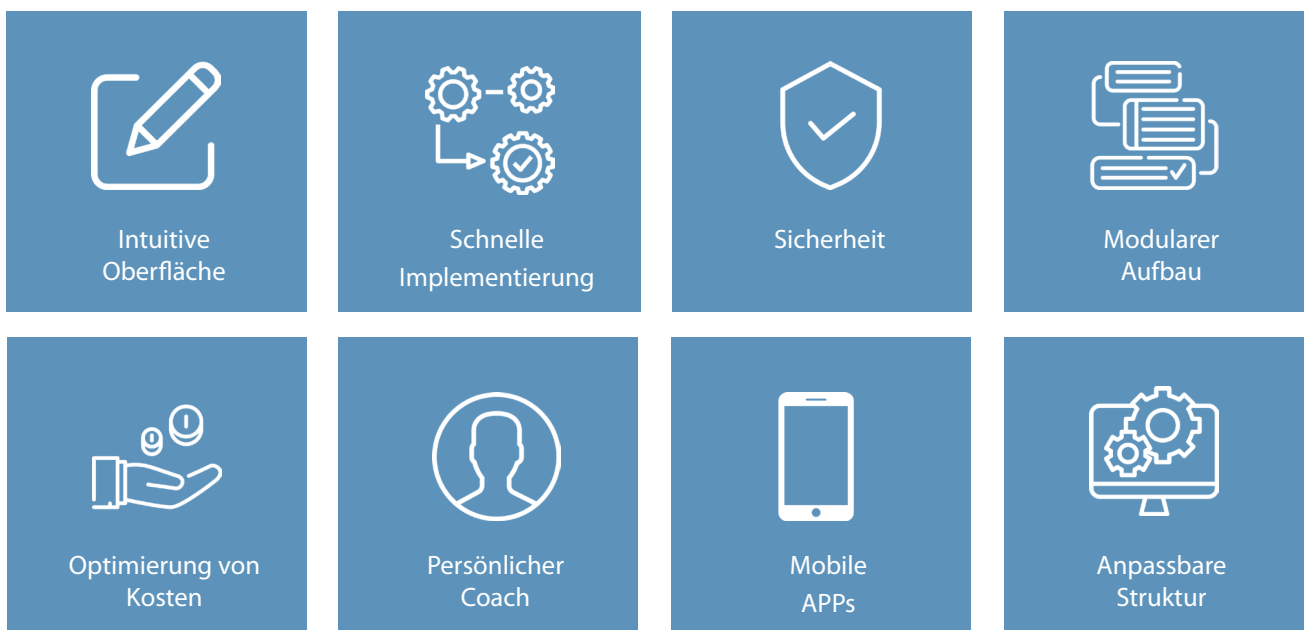 Intuitive
Oberfläche
Schnelle
Implementierung
Sicherheit
Modularer
Aufbau
Optimierung von
Kosten
Persönlicher
Coach
Mobile
APPs
Anpassbare
Struktur